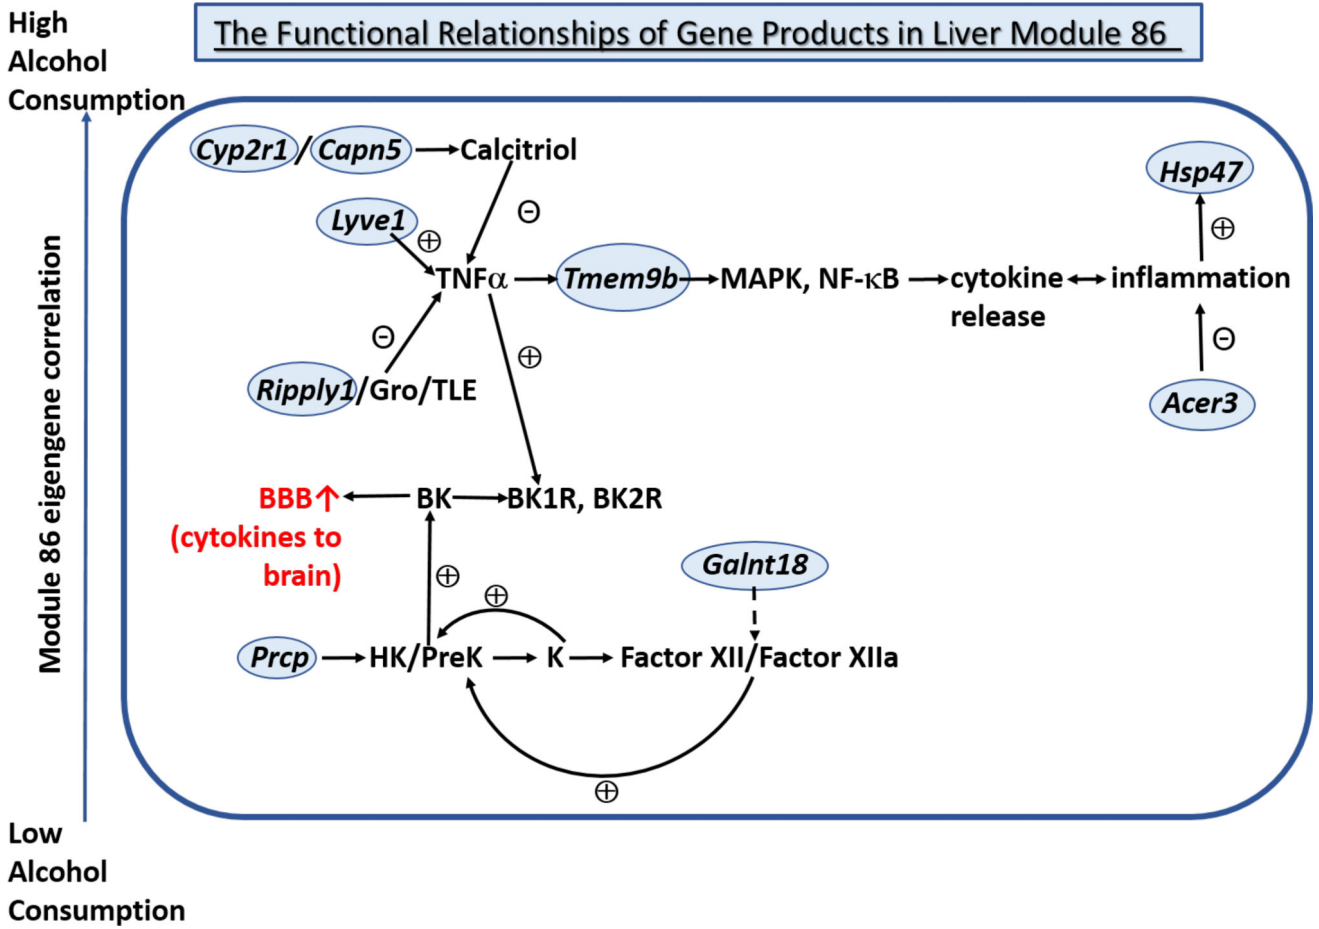 High
Alcohol
Consumption
The Functional Relationships of Gene Products in Liver Module 86
Cyp2r1/Capn5
Calcitriol
Hsp47
Lyve1
⊕
Θ
⊕
TNFα
Tmem9b
MAPK, NF-κB
cytokine
release
inflammation
Θ
⊕
Θ
Ripply1/Gro/TLE
Acer3
Module 86 eigengene correlation
BBB↑
(cytokines to
brain)
BK
BK1R, BK2R
Galnt18
⊕
⊕
Prcp
HK/PreK
K
Factor XII/Factor XIIa
⊕
Low
Alcohol
Consumption